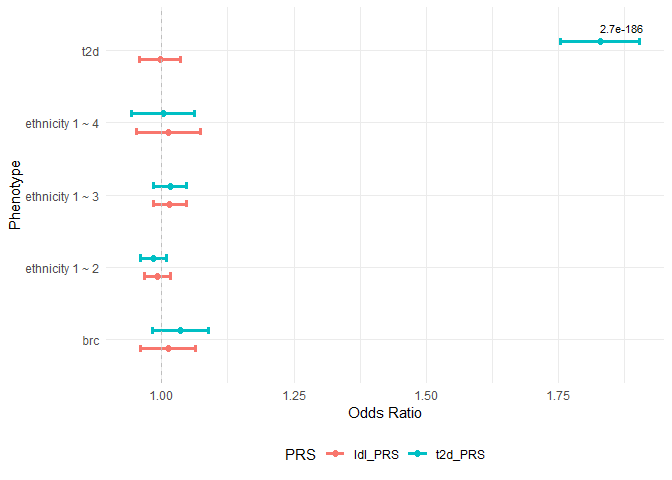 2.7e-186
t2d
ethnicity 1 ~ 4
ethnicity 1 ~ 3
ethnicity 1 ~ 2
brc
Phenotype
1.00 1.25 1.50 1.75
Odds Ratio
PRS ldl_PRS t2d_PRS